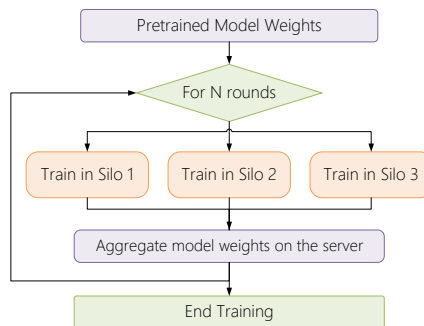 Pretrained Model Weights
For N rounds
Train in Silo 1
Train in Silo 2
Train in Silo 3
Aggregate model weights on the server
End Training